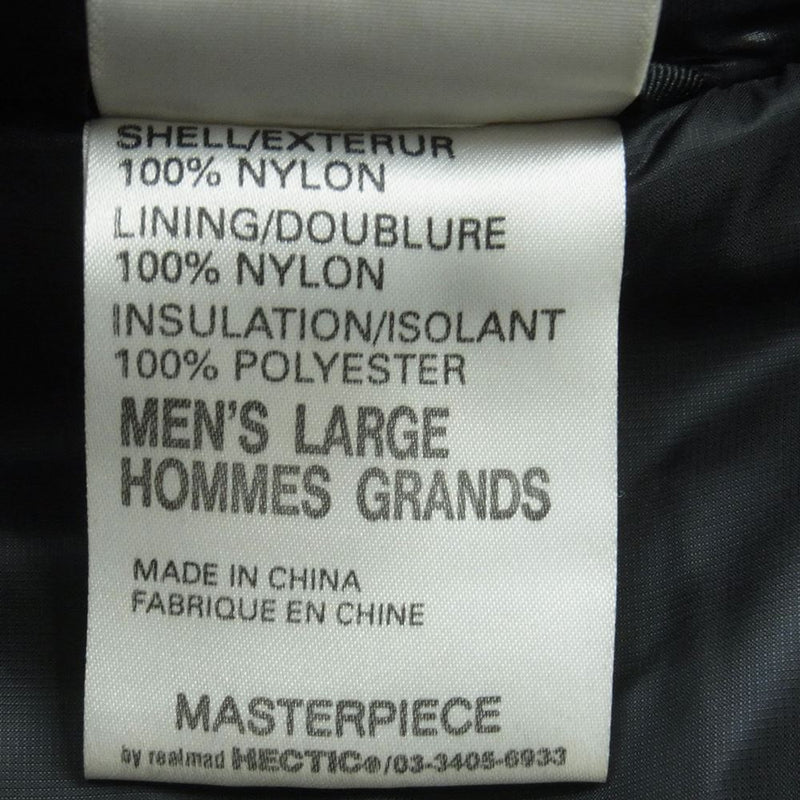 SHELL/EXTERUR
100% NYLON
LINING/DOUBLURE
100% NYLON
INSULATION/ISOLANT
100% POLYESTER
MEN'S LARGE
HOMMES GRANDS
MADE IN CHINA
FABRIQUE EN CHINE
MASTERPIECE
by realmad HECTIC®/03-3405-6933